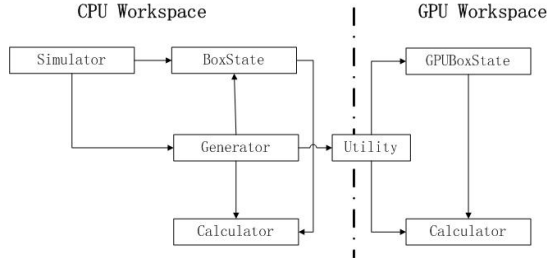 CPU Workspace
GPU Workspace
Simulator
BoxState
GPUBoxState
Generator
Utility
Calculator
Calculator